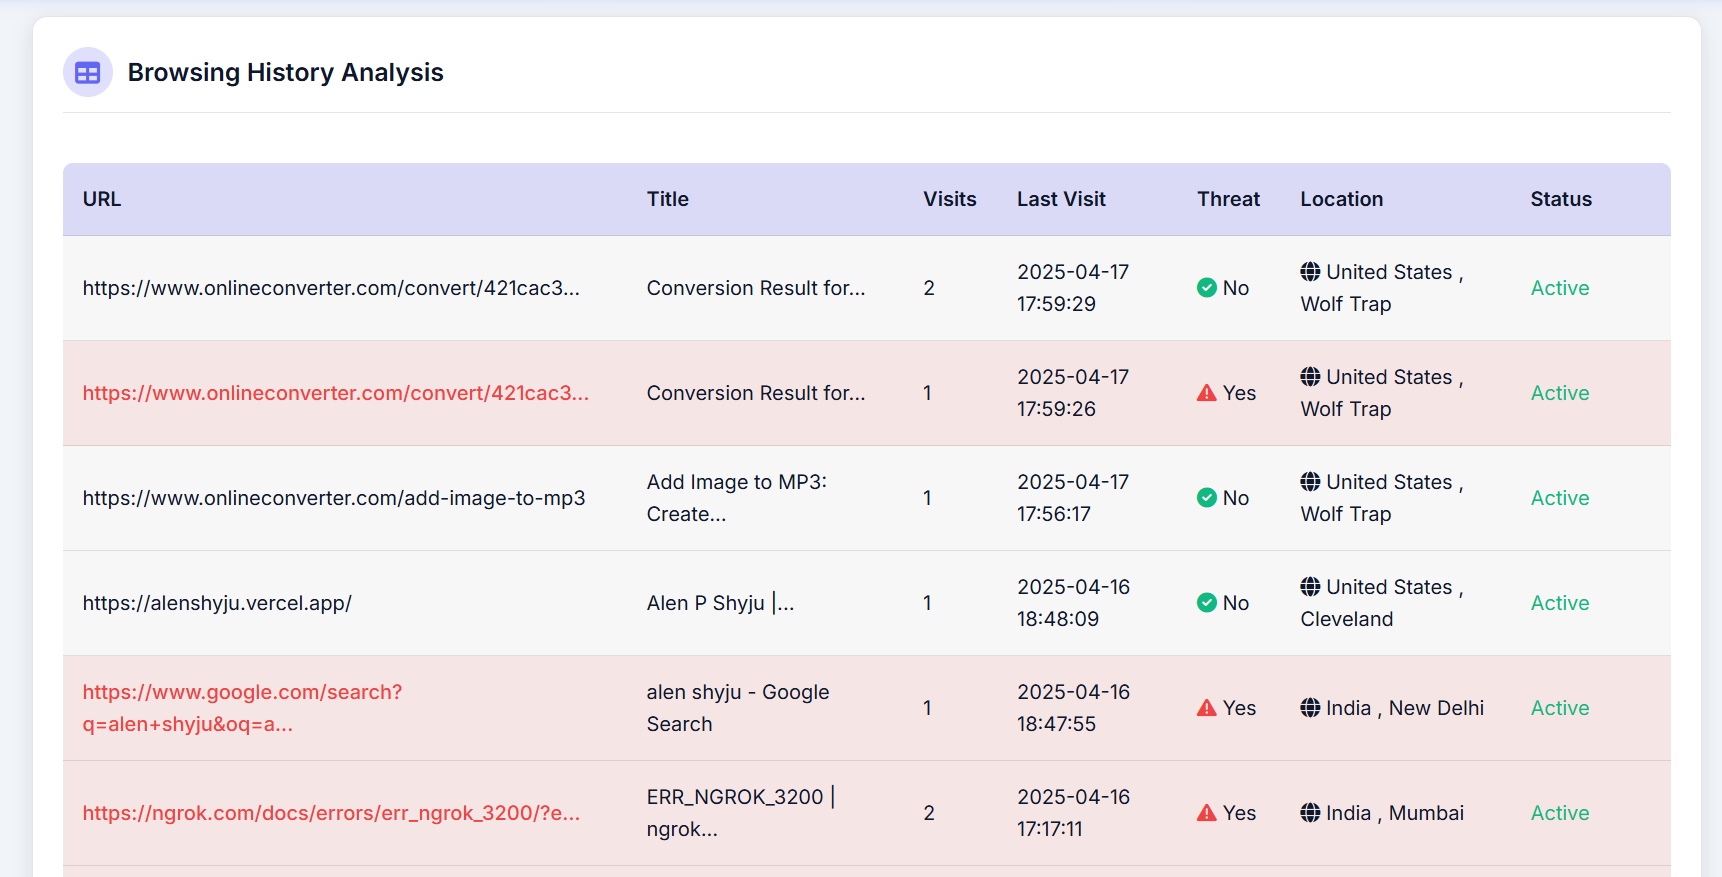 Browsing History Analysis
URL Title Visits Last Visit Threat Location Status
https://www.onlineconverter.com/convert/421cac3... Conversion Result for... 2 2025-04-17 17:59:29 No United States , Wolf Trap Active
https://www.onlineconverter.com/convert/421cac3... Conversion Result for... 1 2025-04-17 17:59:26 Yes United States , Wolf Trap Active
https://www.onlineconverter.com/add-image-to-mp3 Add Image to MP3: Create... 1 2025-04-17 17:56:17 No United States , Wolf Trap Active
https://alenshyju.vercel.app/ Alen P Shyju |... 1 2025-04-16 18:48:09 No United States , Cleveland Active
https://www.google.com/search?q=alen+shyju&oq=a... alen shyju - Google Search 1 2025-04-16 18:47:55 Yes India , New Delhi Active
https://ngrok.com/docs/errors/err_ngrok_3200/?e... ERR_NGROK_3200 | ngrok... 2 2025-04-16 17:17:11 Yes India , Mumbai Active